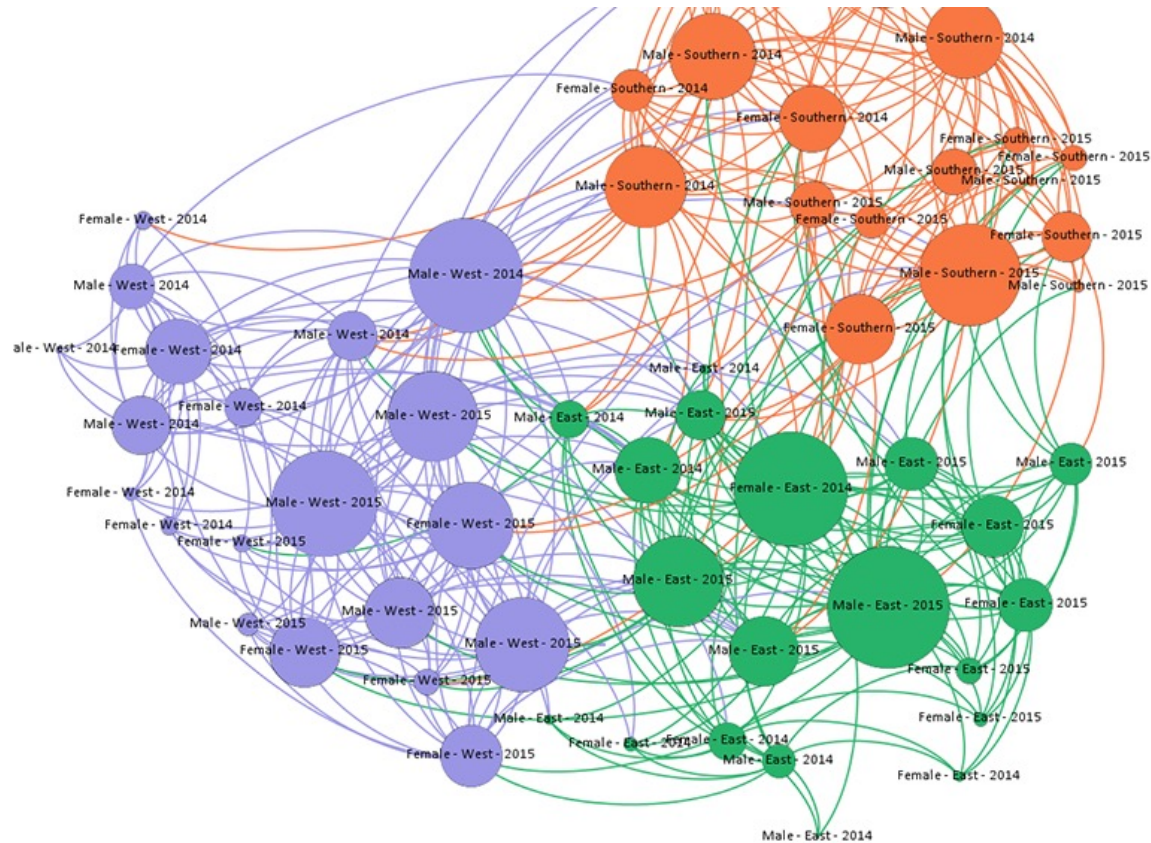 Male - Southern - 2014
Male - Southern - 2014
Female - Southern - 2014
Female - Southern - 2014
Female - Southern - 2015
Female - Southern - 2015
Male - Southern - 2015
Male - Southern - 2015
Male - Southern - 2014
Male - Southern - 2015
Female - Southern - 2015
Female - West - 2014
Female - Southern - 2015
Male - West - 2014
Male - Southern - 2015
Male - West - 2014
Male - Southern - 2015
Female - Southern - 2015
Male - West - 2014
ale - West - 2014
Female - West - 2014
Male - East - 2014
Female - West - 2014
Male - West - 2015
Male - East - 2014
Male - East - 2015
Male - West - 2014
Male - East - 2014
Male - East - 2015
Male - East - 2015
Female - East - 2014
Female - West - 2014
Male - West - 2015
Female - West - 2014
Female - West - 2015
Female - East - 2015
Female - West - 2015
Male - East - 2015
Male - East - 2015
Female - East - 2015
Male - West - 2015
Male - West - 2015
Female - West - 2015
Male - West - 2015
Male - East - 2015
Female - East - 2015
Female - West - 2015
Male - East - 2014
Female - East - 2015
Female - East - 2014
Female - East - 2014
Female - West - 2015
Male - East - 2014
Female - East - 2014
Male - East - 2014